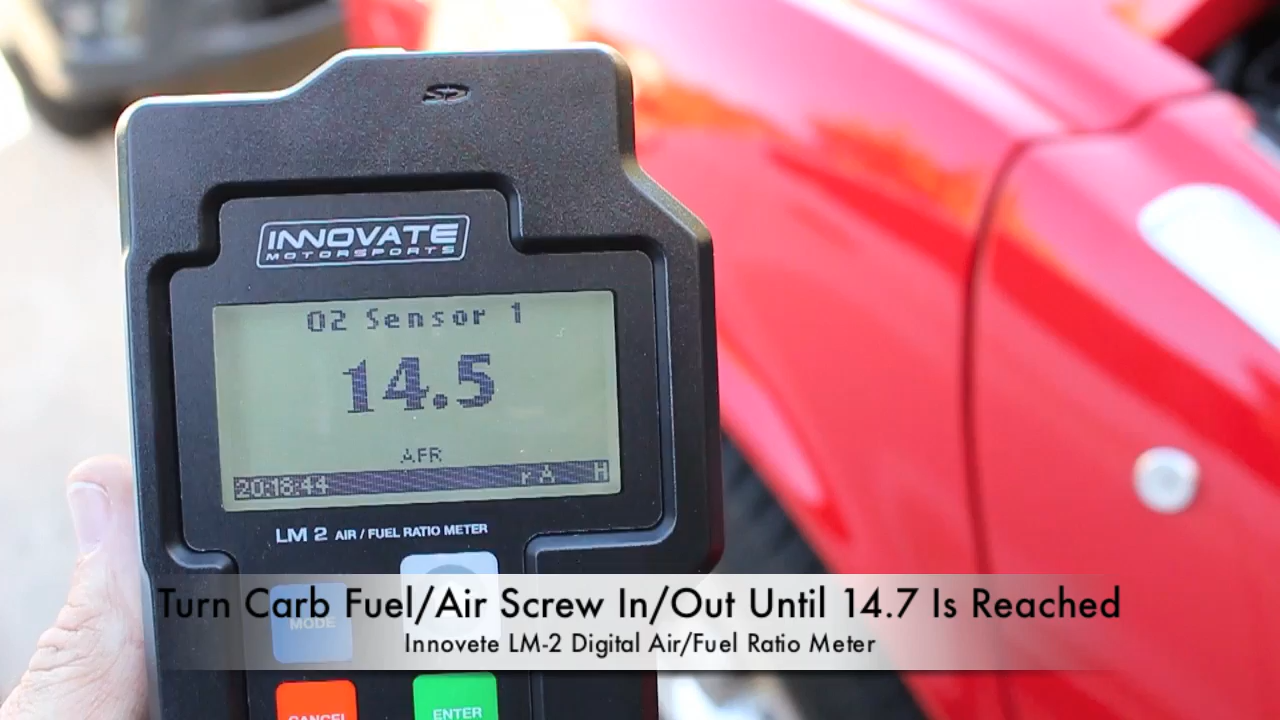 INNOVATE
MOTORSPORTS
O2 Sensor 1
14.5
AFR
20:18:44 r A H
LM 2 AIR / FUEL RATIO METER
Turn Carb Fuel/Air Screw In/Out Until 14.7 Is Reached
MODE
Innovete LM-2 Digital Air/Fuel Ratio Meter
CANCEL
ENTER